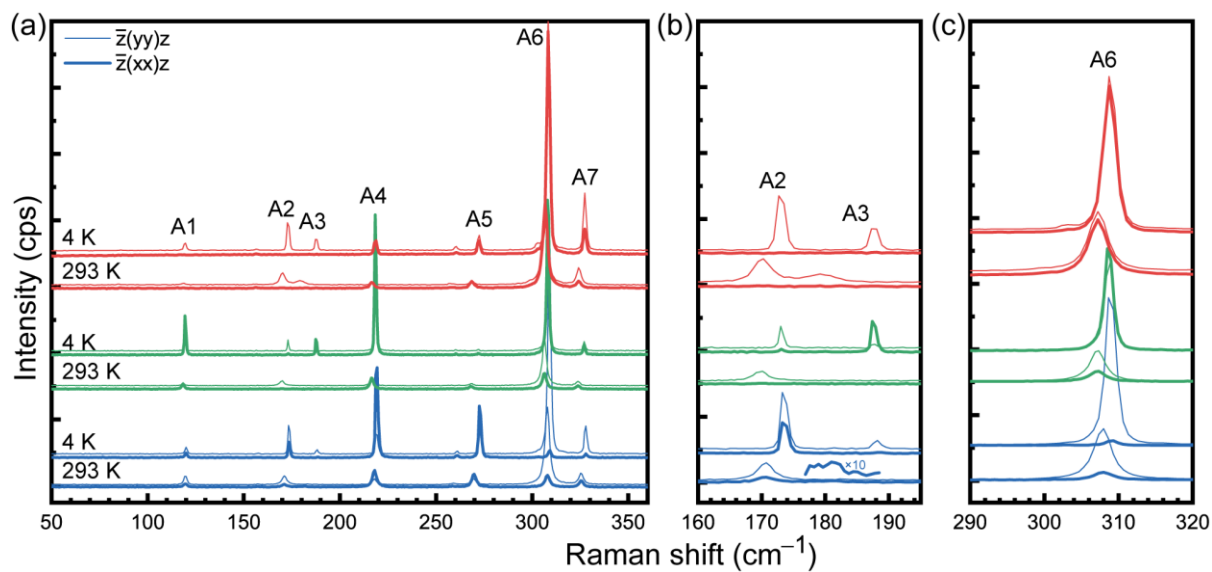 (a)
z̅(yy)z
z̅(xx)z
A1
A2
A3
A4
A5
A6
A7
4 K
293 K
4 K
293 K
4 K
293 K
50 100 150 200 250 300 350
Intensity (cps)
(b)
A2
A3
×10
160 170 180 190
(c)
A6
290 300 310 320
Raman shift (cm⁻¹)